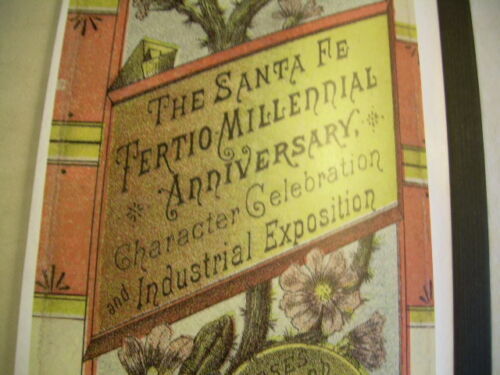 THE SANTA FE
TERTIO-MILLENNIAL
ANNIVERSARY,
Character Celebration
and Industrial Exposition